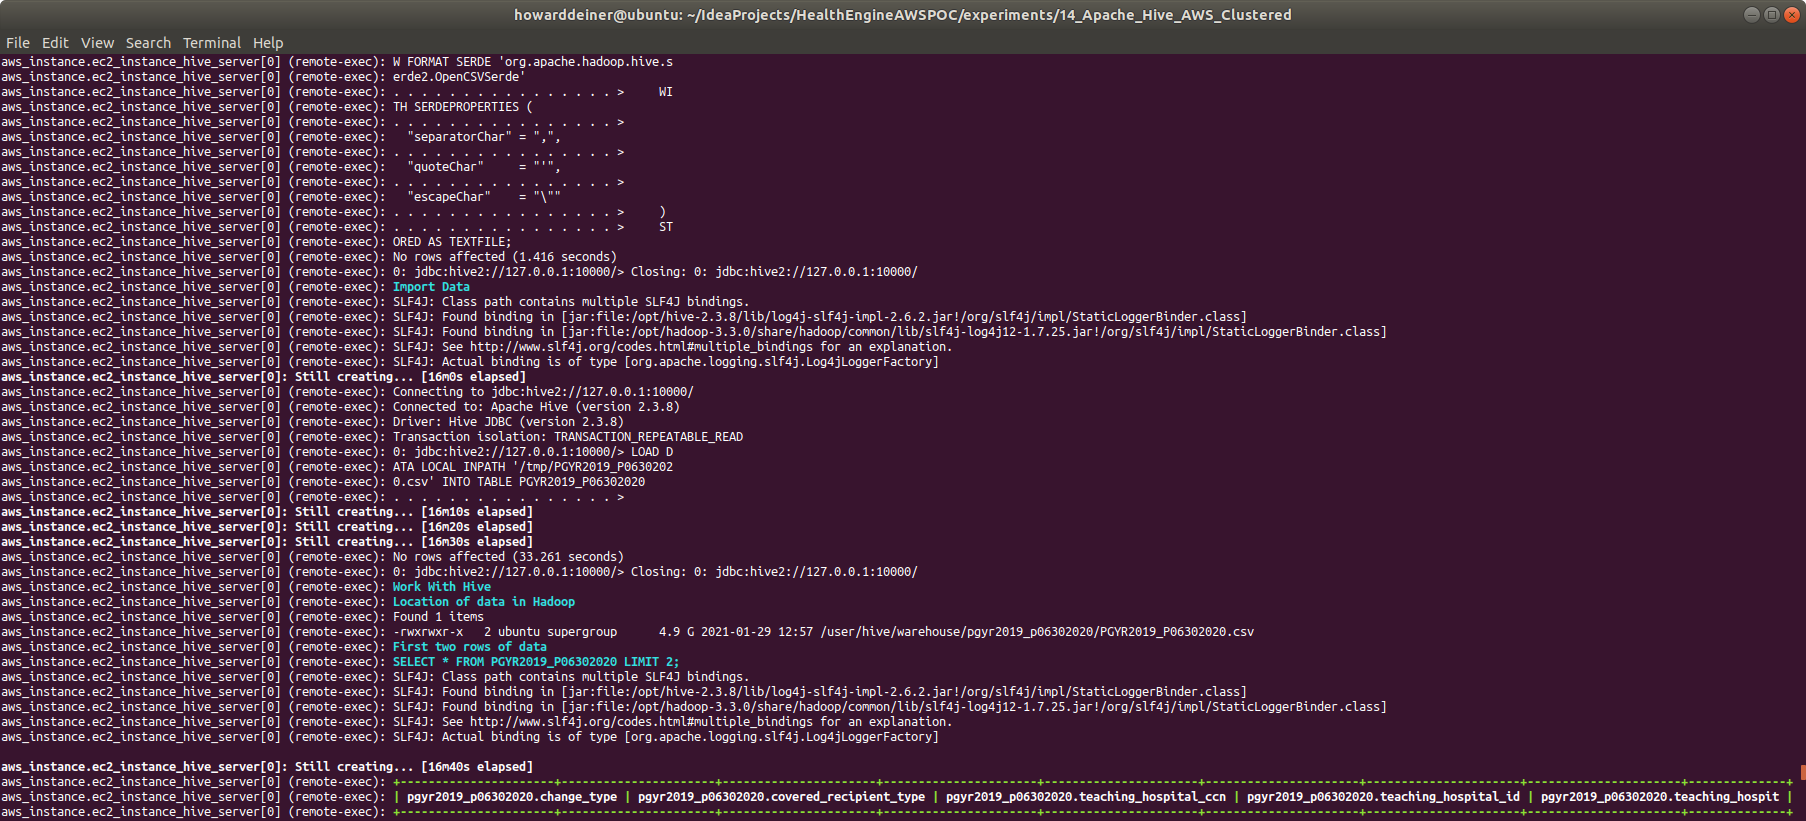 howarddeiner@ubuntu: ~/IdeaProjects/HealthEngineAWSPOC/experiments/14_Apache_Hive_AWS_Clustered
File Edit View Search Terminal Help
aws_instance.ec2_instance_hive_server[0] (remote-exec): W FORMAT SERDE 'org.apache.hadoop.hive.s
aws_instance.ec2_instance_hive_server[0] (remote-exec): erde2.OpenCSVSerde'
aws_instance.ec2_instance_hive_server[0] (remote-exec): . . . . . . . . . . . . . . . . >     WI
aws_instance.ec2_instance_hive_server[0] (remote-exec): TH SERDEPROPERTIES (
aws_instance.ec2_instance_hive_server[0] (remote-exec): . . . . . . . . . . . . . . . . >
aws_instance.ec2_instance_hive_server[0] (remote-exec):   "separatorChar" = ",",
aws_instance.ec2_instance_hive_server[0] (remote-exec): . . . . . . . . . . . . . . . . >
aws_instance.ec2_instance_hive_server[0] (remote-exec):   "quoteChar"     = "'",
aws_instance.ec2_instance_hive_server[0] (remote-exec): . . . . . . . . . . . . . . . . >
aws_instance.ec2_instance_hive_server[0] (remote-exec):   "escapeChar"    = "\""
aws_instance.ec2_instance_hive_server[0] (remote-exec): . . . . . . . . . . . . . . . . >     )
aws_instance.ec2_instance_hive_server[0] (remote-exec): . . . . . . . . . . . . . . . . >     ST
aws_instance.ec2_instance_hive_server[0] (remote-exec): ORED AS TEXTFILE;
aws_instance.ec2_instance_hive_server[0] (remote-exec): No rows affected (1.416 seconds)
aws_instance.ec2_instance_hive_server[0] (remote-exec): 0: jdbc:hive2://127.0.0.1:10000/> Closing: 0: jdbc:hive2://127.0.0.1:10000/
aws_instance.ec2_instance_hive_server[0] (remote-exec): Import Data
aws_instance.ec2_instance_hive_server[0] (remote-exec): SLF4J: Class path contains multiple SLF4J bindings.
aws_instance.ec2_instance_hive_server[0] (remote-exec): SLF4J: Found binding in [jar:file:/opt/hive-2.3.8/lib/log4j-slf4j-impl-2.6.2.jar!/org/slf4j/impl/StaticLoggerBinder.class]
aws_instance.ec2_instance_hive_server[0] (remote-exec): SLF4J: Found binding in [jar:file:/opt/hadoop-3.3.0/share/hadoop/common/lib/slf4j-log4j12-1.7.25.jar!/org/slf4j/impl/StaticLoggerBinder.class]
aws_instance.ec2_instance_hive_server[0] (remote-exec): SLF4J: See http://www.slf4j.org/codes.html#multiple_bindings for an explanation.
aws_instance.ec2_instance_hive_server[0] (remote-exec): SLF4J: Actual binding is of type [org.apache.logging.slf4j.Log4jLoggerFactory]
aws_instance.ec2_instance_hive_server[0]: Still creating... [16m0s elapsed]
aws_instance.ec2_instance_hive_server[0] (remote-exec): Connecting to jdbc:hive2://127.0.0.1:10000/
aws_instance.ec2_instance_hive_server[0] (remote-exec): Connected to: Apache Hive (version 2.3.8)
aws_instance.ec2_instance_hive_server[0] (remote-exec): Driver: Hive JDBC (version 2.3.8)
aws_instance.ec2_instance_hive_server[0] (remote-exec): Transaction isolation: TRANSACTION_REPEATABLE_READ
aws_instance.ec2_instance_hive_server[0] (remote-exec): 0: jdbc:hive2://127.0.0.1:10000/> LOAD D
aws_instance.ec2_instance_hive_server[0] (remote-exec): ATA LOCAL INPATH '/tmp/PGYR2019_P0630202
aws_instance.ec2_instance_hive_server[0] (remote-exec): 0.csv' INTO TABLE PGYR2019_P06302020
aws_instance.ec2_instance_hive_server[0] (remote-exec): . . . . . . . . . . . . . . . . >
aws_instance.ec2_instance_hive_server[0]: Still creating... [16m10s elapsed]
aws_instance.ec2_instance_hive_server[0]: Still creating... [16m20s elapsed]
aws_instance.ec2_instance_hive_server[0]: Still creating... [16m30s elapsed]
aws_instance.ec2_instance_hive_server[0] (remote-exec): No rows affected (33.261 seconds)
aws_instance.ec2_instance_hive_server[0] (remote-exec): 0: jdbc:hive2://127.0.0.1:10000/> Closing: 0: jdbc:hive2://127.0.0.1:10000/
aws_instance.ec2_instance_hive_server[0] (remote-exec): Work With Hive
aws_instance.ec2_instance_hive_server[0] (remote-exec): Location of data in Hadoop
aws_instance.ec2_instance_hive_server[0] (remote-exec): Found 1 items
aws_instance.ec2_instance_hive_server[0] (remote-exec): -rwxrwxr-x   2 ubuntu supergroup      4.9 G 2021-01-29 12:57 /user/hive/warehouse/pgyr2019_p06302020/PGYR2019_P06302020.csv
aws_instance.ec2_instance_hive_server[0] (remote-exec): First two rows of data
aws_instance.ec2_instance_hive_server[0] (remote-exec): SELECT * FROM PGYR2019_P06302020 LIMIT 2;
aws_instance.ec2_instance_hive_server[0] (remote-exec): SLF4J: Class path contains multiple SLF4J bindings.
aws_instance.ec2_instance_hive_server[0] (remote-exec): SLF4J: Found binding in [jar:file:/opt/hive-2.3.8/lib/log4j-slf4j-impl-2.6.2.jar!/org/slf4j/impl/StaticLoggerBinder.class]
aws_instance.ec2_instance_hive_server[0] (remote-exec): SLF4J: Found binding in [jar:file:/opt/hadoop-3.3.0/share/hadoop/common/lib/slf4j-log4j12-1.7.25.jar!/org/slf4j/impl/StaticLoggerBinder.class]
aws_instance.ec2_instance_hive_server[0] (remote-exec): SLF4J: See http://www.slf4j.org/codes.html#multiple_bindings for an explanation.
aws_instance.ec2_instance_hive_server[0] (remote-exec): SLF4J: Actual binding is of type [org.apache.logging.slf4j.Log4jLoggerFactory]
aws_instance.ec2_instance_hive_server[0]: Still creating... [16m40s elapsed]
aws_instance.ec2_instance_hive_server[0] (remote-exec): +----------------------+----------------------+----------------------+----------------------+----------------------+----------------------+----------------------+----------------------+--------------+
aws_instance.ec2_instance_hive_server[0] (remote-exec): | pgyr2019_p06302020.change_type | pgyr2019_p06302020.covered_recipient_type | pgyr2019_p06302020.teaching_hospital_ccn | pgyr2019_p06302020.teaching_hospital_id | pgyr2019_p06302020.teaching_hospit |
aws_instance.ec2_instance_hive_server[0] (remote-exec): +----------------------+----------------------+----------------------+----------------------+----------------------+----------------------+----------------------+----------------------+--------------+